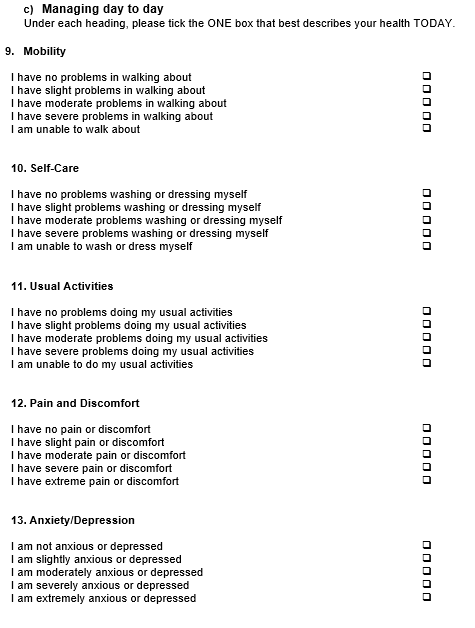 c) Managing day to day
Under each heading, please tick the ONE box that best describes your health TODAY.
9. Mobility
I have no problems in walking about
I have slight problems in walking about
I have moderate problems in walking about
I have severe problems in walking about
I am unable to walk about
10. Self-Care
I have no problems washing or dressing myself
I have slight problems washing or dressing myself
I have moderate problems washing or dressing myself
I have severe problems washing or dressing myself
I am unable to wash or dress myself
11. Usual Activities
I have no problems doing my usual activities
I have slight problems doing my usual activities
I have moderate problems doing my usual activities
I have severe problems doing my usual activities
I am unable to do my usual activities
12. Pain and Discomfort
I have no pain or discomfort
I have slight pain or discomfort
I have moderate pain or discomfort
I have severe pain or discomfort
I have extreme pain or discomfort
13. Anxiety/Depression
I am not anxious or depressed
I am slightly anxious or depressed
I am moderately anxious or depressed
I am severely anxious or depressed
I am extremely anxious or depressed